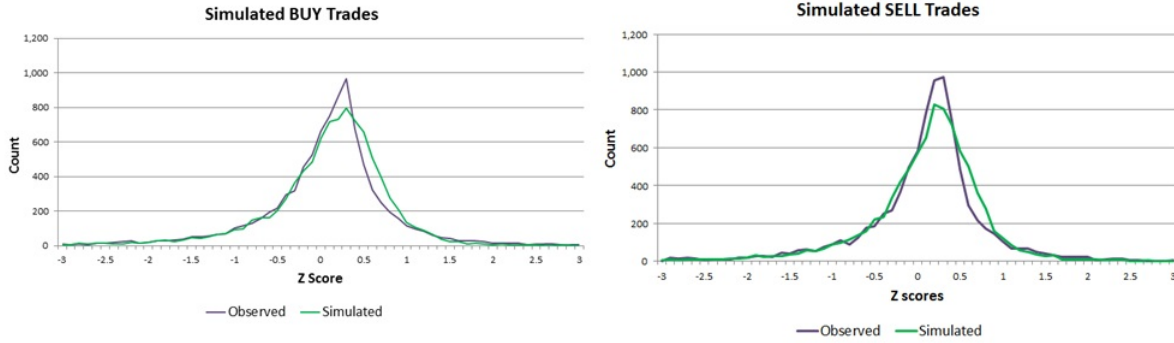 Simulated BUY Trades
1,200
1,000
800
600
400
200
0
Count
-3 -2.5 -2 -1.5 -1 -0.5 0 0.5 1 1.5 2 2.5 3
Z Score
Observed Simulated
Simulated SELL Trades
1,200
1,000
800
600
400
200
0
Count
-3 -2.5 -2 -1.5 -1 -0.5 0 0.5 1 1.5 2 2.5 3
Z scores
Observed Simulated